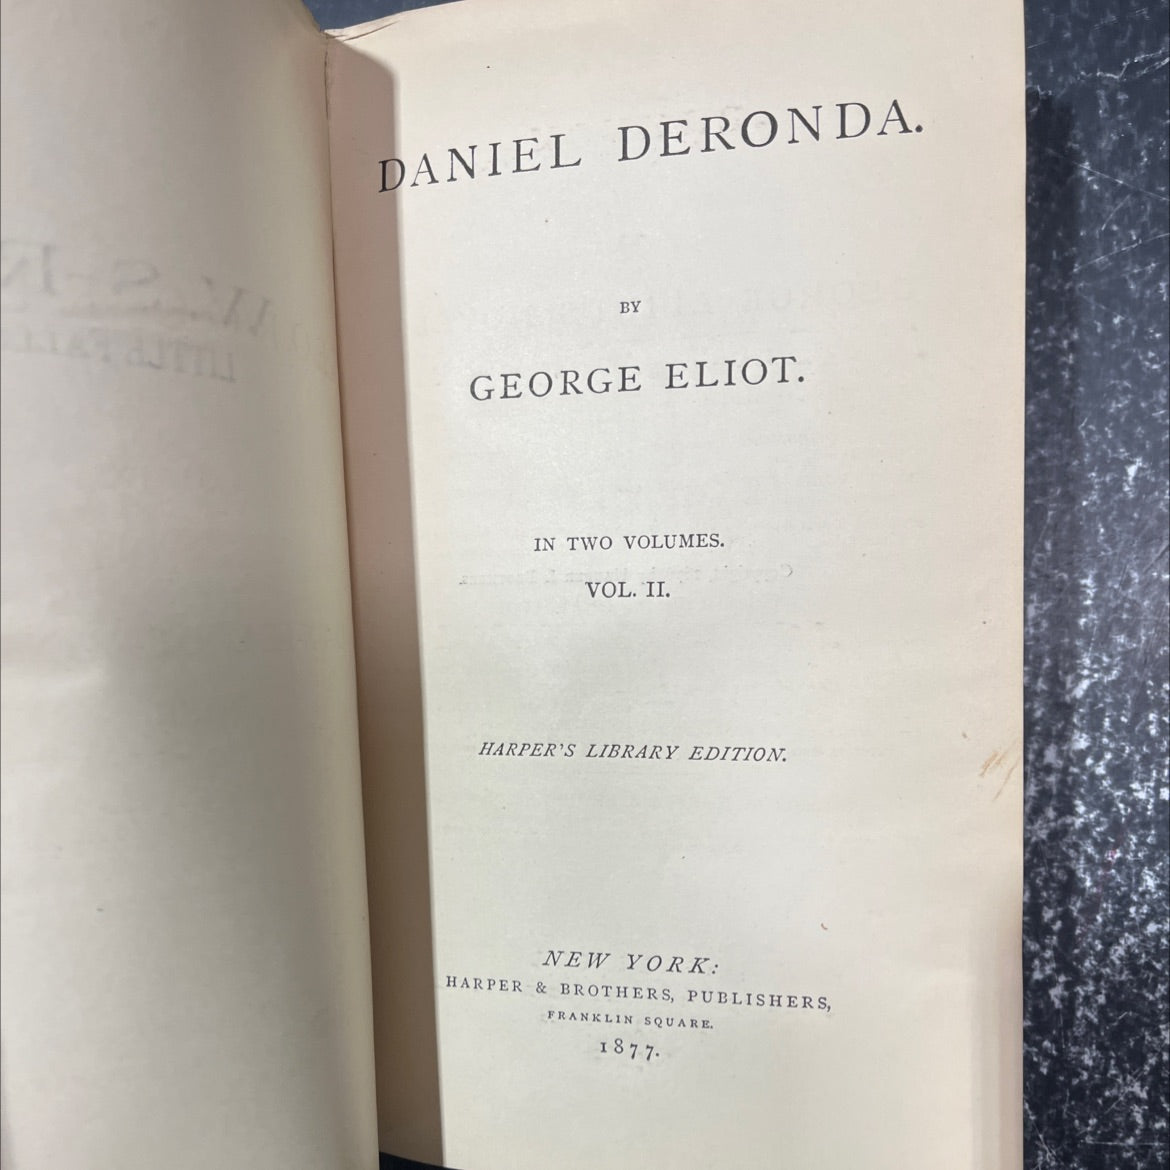 DANIEL DERONDA.
BY
GEORGE ELIOT.
IN TWO VOLUMES.
VOL. II.
HARPER'S LIBRARY EDITION.
NEW YORK:
HARPER & BROTHERS, PUBLISHERS,
FRANKLIN SQUARE.
1877.